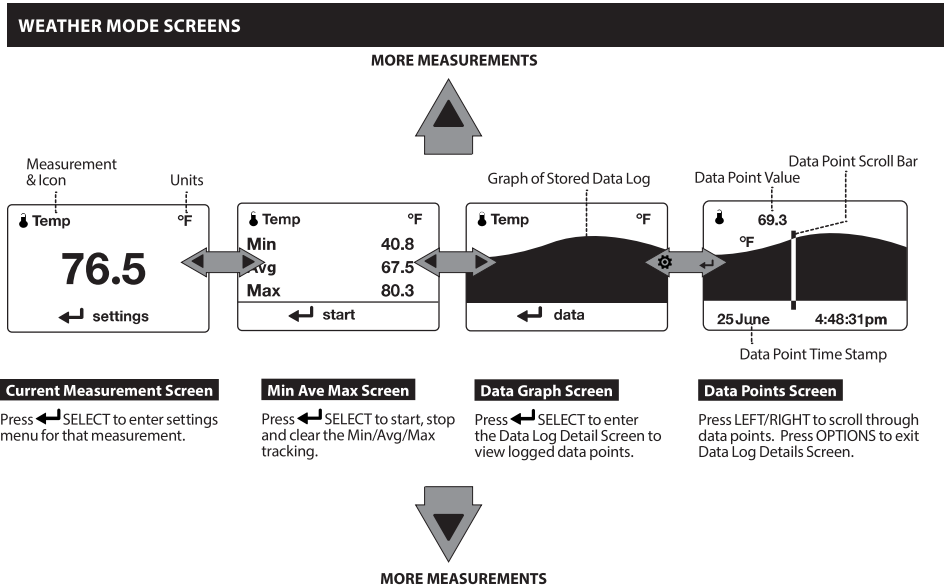 WEATHER MODE SCREENS
MORE MEASUREMENTS
Measurement
& Icon
Units
Graph of Stored Data Log
Data Point Value
Data Point Scroll Bar
Temp
°F
76.5
settings
Temp
°F
Min 40.8
Avg 67.5
Max 80.3
start
Temp
°F
data
69.3
°F
25 June 4:48:31pm
Data Point Time Stamp
Current Measurement Screen
Press SELECT to enter settings
menu for that measurement.
Min Ave Max Screen
Press SELECT to start, stop
and clear the Min/Avg/Max
tracking.
Data Graph Screen
Press SELECT to enter
the Data Log Detail Screen to
view logged data points.
Data Points Screen
Press LEFT/RIGHT to scroll through
data points. Press OPTIONS to exit
Data Log Details Screen.
MORE MEASUREMENTS